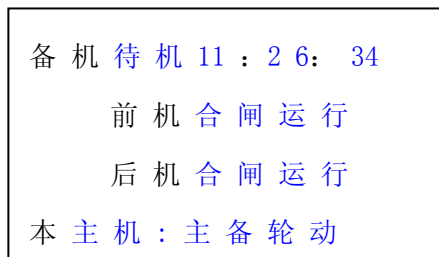 备 机 待 机 11 : 2 6: 34
前 机 合 闸 运 行
后 机 合 闸 运 行
本 主 机 : 主 备 轮 动